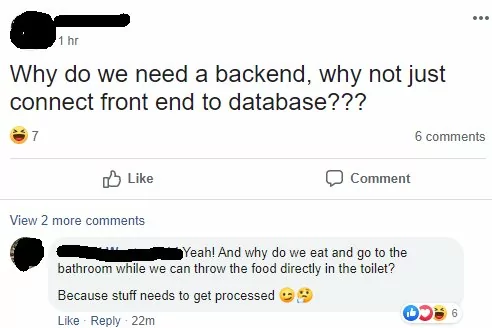 1 hr
Why do we need a backend, why not just
connect front end to database???
7
6 comments
Like
Comment
View 2 more comments
Yeah! And why do we eat and go to the
bathroom while we can throw the food directly in the toilet?
Because stuff needs to get processed 😉😢
6
Like · Reply · 22m